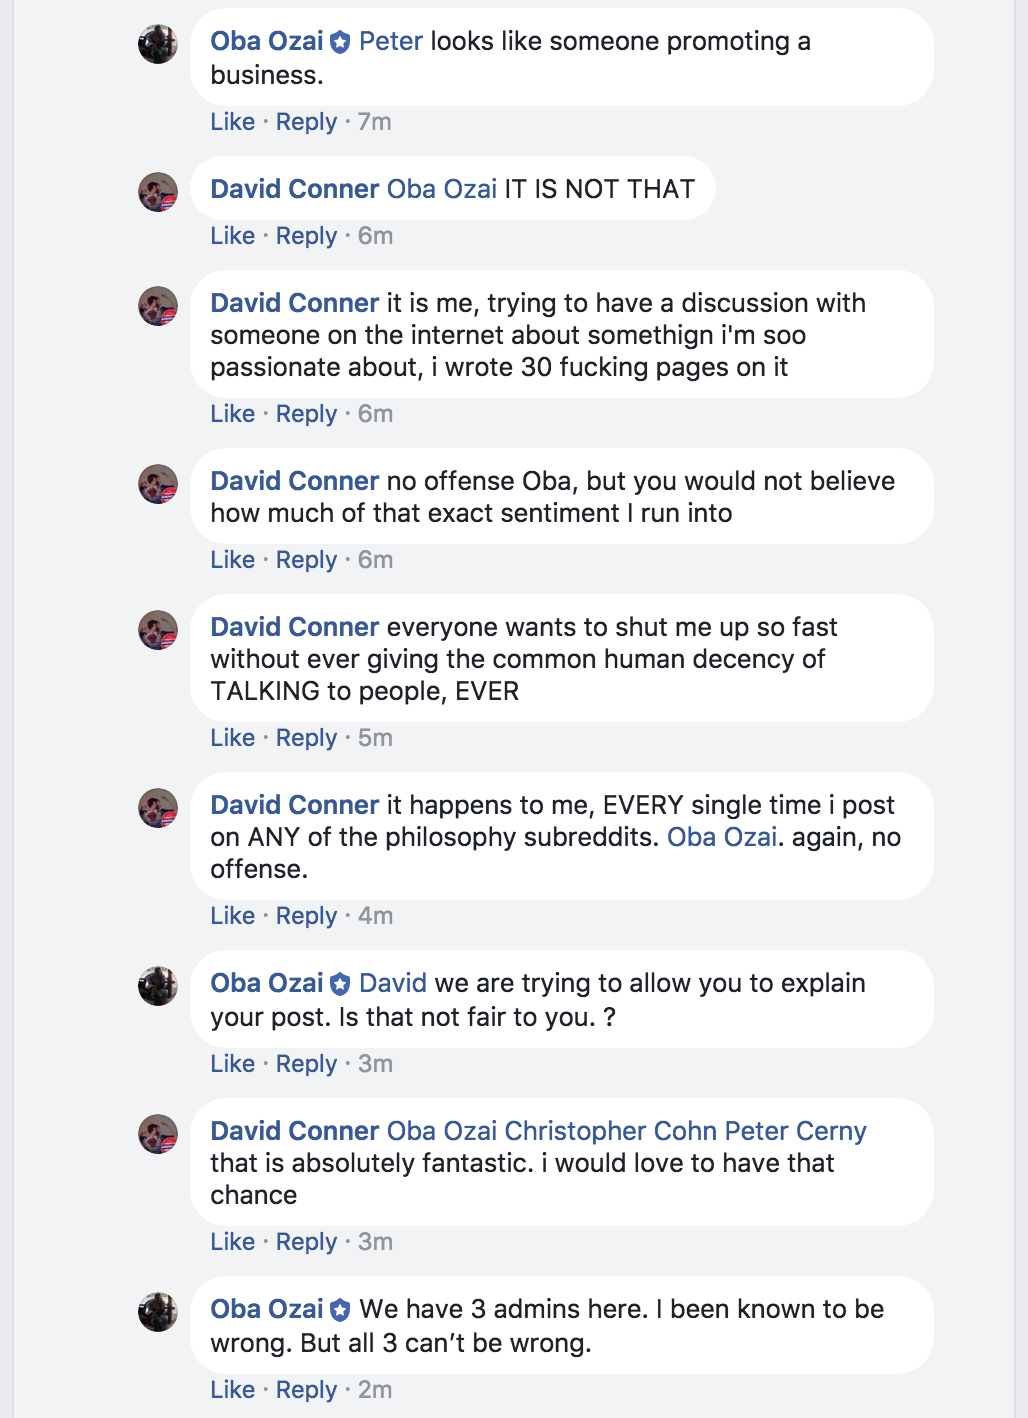 Oba Ozai Peter looks like someone promoting a
business.
Like · Reply · 7m
David Conner Oba Ozai IT IS NOT THAT
Like · Reply · 6m
David Conner it is me, trying to have a discussion with
someone on the internet about somethign i'm soo
passionate about, i wrote 30 fucking pages on it
Like · Reply · 6m
David Conner no offense Oba, but you would not believe
how much of that exact sentiment I run into
Like · Reply · 6m
David Conner everyone wants to shut me up so fast
without ever giving the common human decency of
TALKING to people, EVER
Like · Reply · 5m
David Conner it happens to me, EVERY single time i post
on ANY of the philosophy subreddits. Oba Ozai. again, no
offense.
Like · Reply · 4m
Oba Ozai David we are trying to allow you to explain
your post. Is that not fair to you. ?
Like · Reply · 3m
David Conner Oba Ozai Christopher Cohn Peter Cerny
that is absolutely fantastic. i would love to have that
chance
Like · Reply · 3m
Oba Ozai We have 3 admins here. I been known to be
wrong. But all 3 can’t be wrong.
Like · Reply · 2m